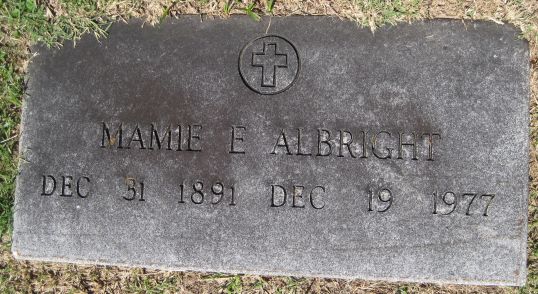 MAMIE E ALBRIGHT
DEC 31 1891 DEC 19 1977